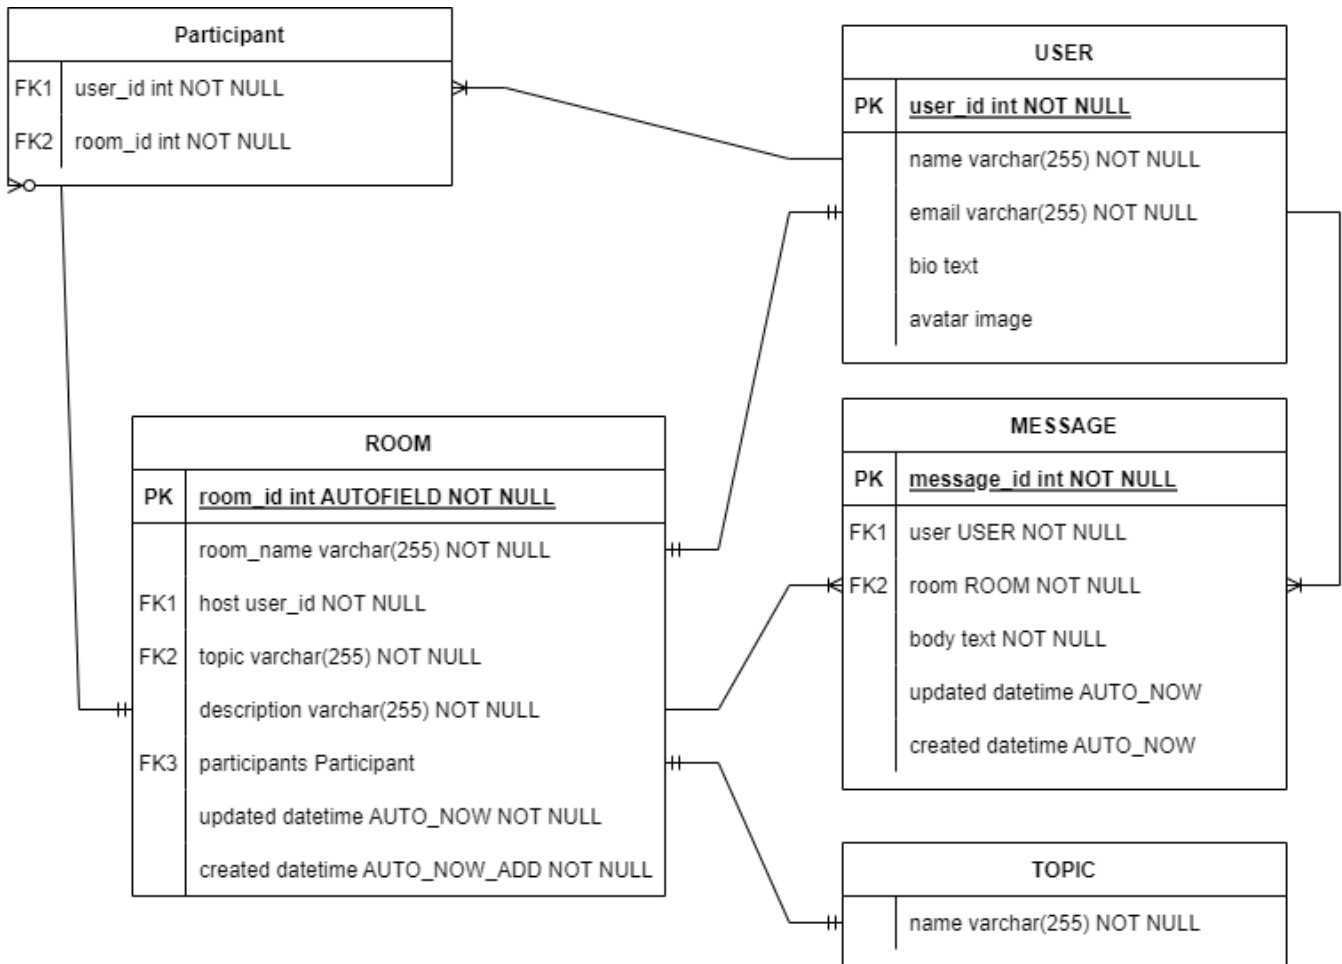 Participant
FK1 user_id int NOT NULL
FK2 room_id int NOT NULL
USER
PK user_id int NOT NULL
name varchar(255) NOT NULL
email varchar(255) NOT NULL
bio text
avatar image
ROOM
PK room_id int AUTOFIELD NOT NULL
room_name varchar(255) NOT NULL
FK1 host user_id NOT NULL
FK2 topic varchar(255) NOT NULL
description varchar(255) NOT NULL
FK3 participants Participant
updated datetime AUTO_NOW NOT NULL
created datetime AUTO_NOW_ADD NOT NULL
MESSAGE
PK message_id int NOT NULL
FK1 user USER NOT NULL
FK2 room ROOM NOT NULL
body text NOT NULL
updated datetime AUTO_NOW
created datetime AUTO_NOW
TOPIC
name varchar(255) NOT NULL